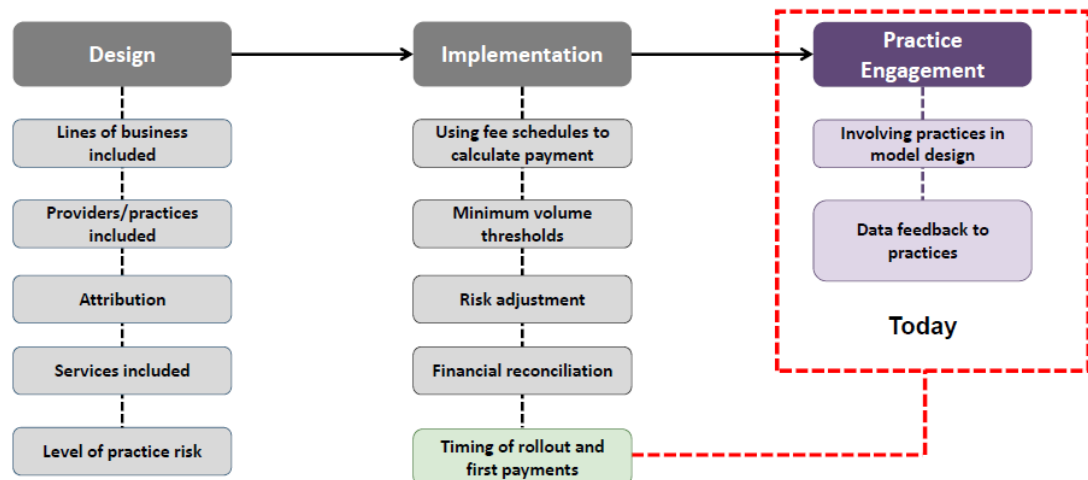 Design
Lines of business
included
Providers/practices
included
Attribution
Services included
Level of practice risk
Implementation
Using fee schedules to
calculate payment
Minimum volume
thresholds
Risk adjustment
Financial reconciliation
Timing of rollout and
first payments
Practice
Engagement
Involving practices in
model design
Data feedback to
practices
Today